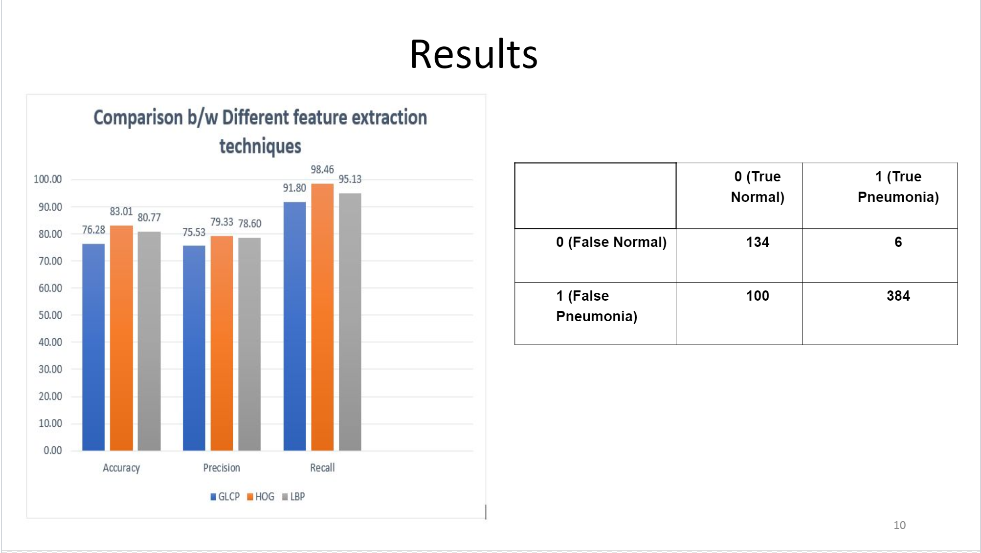 Results
Comparison b/w Different feature extraction
techniques
100.00
90.00
80.00
70.00
60.00
50.00
40.00
30.00
20.00
10.00
0.00
76.28
83.01
80.77
75.53
79.33
78.60
91.80
98.46
95.13
Accuracy
Precision
Recall
GLCP HOG LBP
0 (True
Normal)
1 (True
Pneumonia)
0 (False Normal)
134
6
1 (False
Pneumonia)
100
384
10